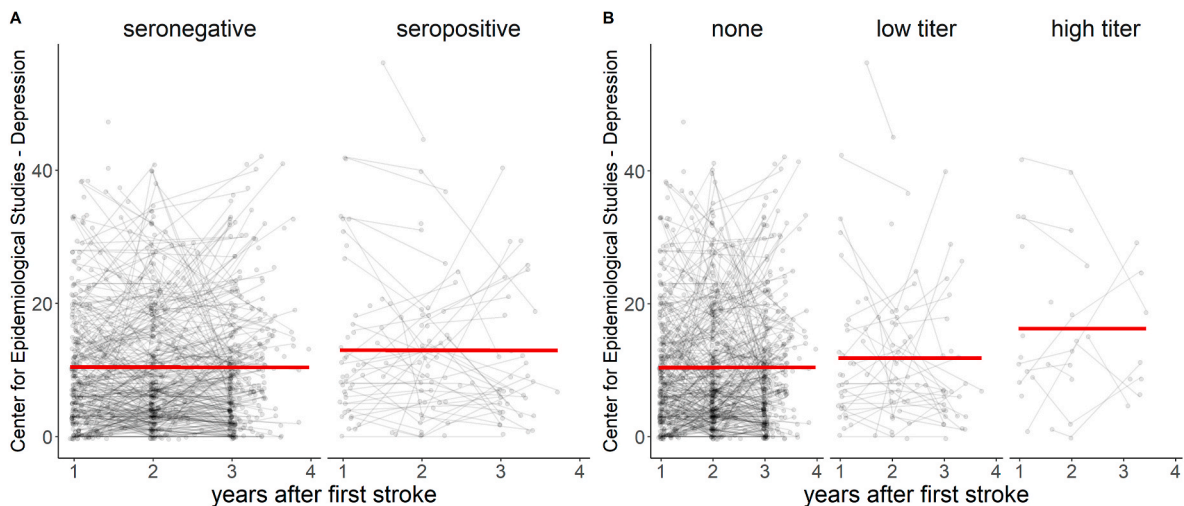 A
seronegative
seropositive
Center for Epidemiological Studies - Depression
40
20
0
1 2 3 4
1 2 3 4
years after first stroke
B
none
low titer
high titer
Center for Epidemiological Studies - Depression
40
20
0
1 2 3 4
1 2 3 4
1 2 3 4
years after first stroke